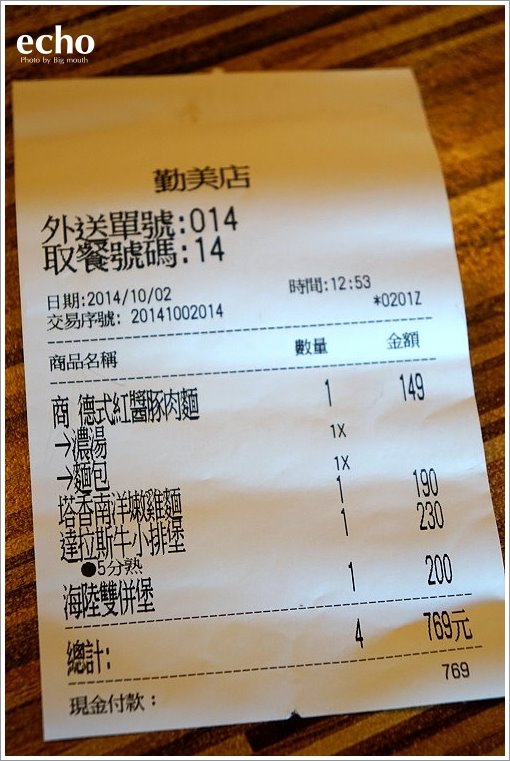 echo
Photo by Big mouth
勤美店
外送單號:014
取餐號碼:14
日期:2014/10/02 時間:12:53
交易序號: 20141002014 *0201Z
商品名稱 數量 金額
商 德式紅醬豚肉麵 1 149
→濃湯 1X
→麵包 1X
塔香南洋嫩雞麵 1 190
達拉斯牛小排堡 1 230
●5分熟
海陸雙併堡 1 200
總計: 4 769元
現金付款: 769